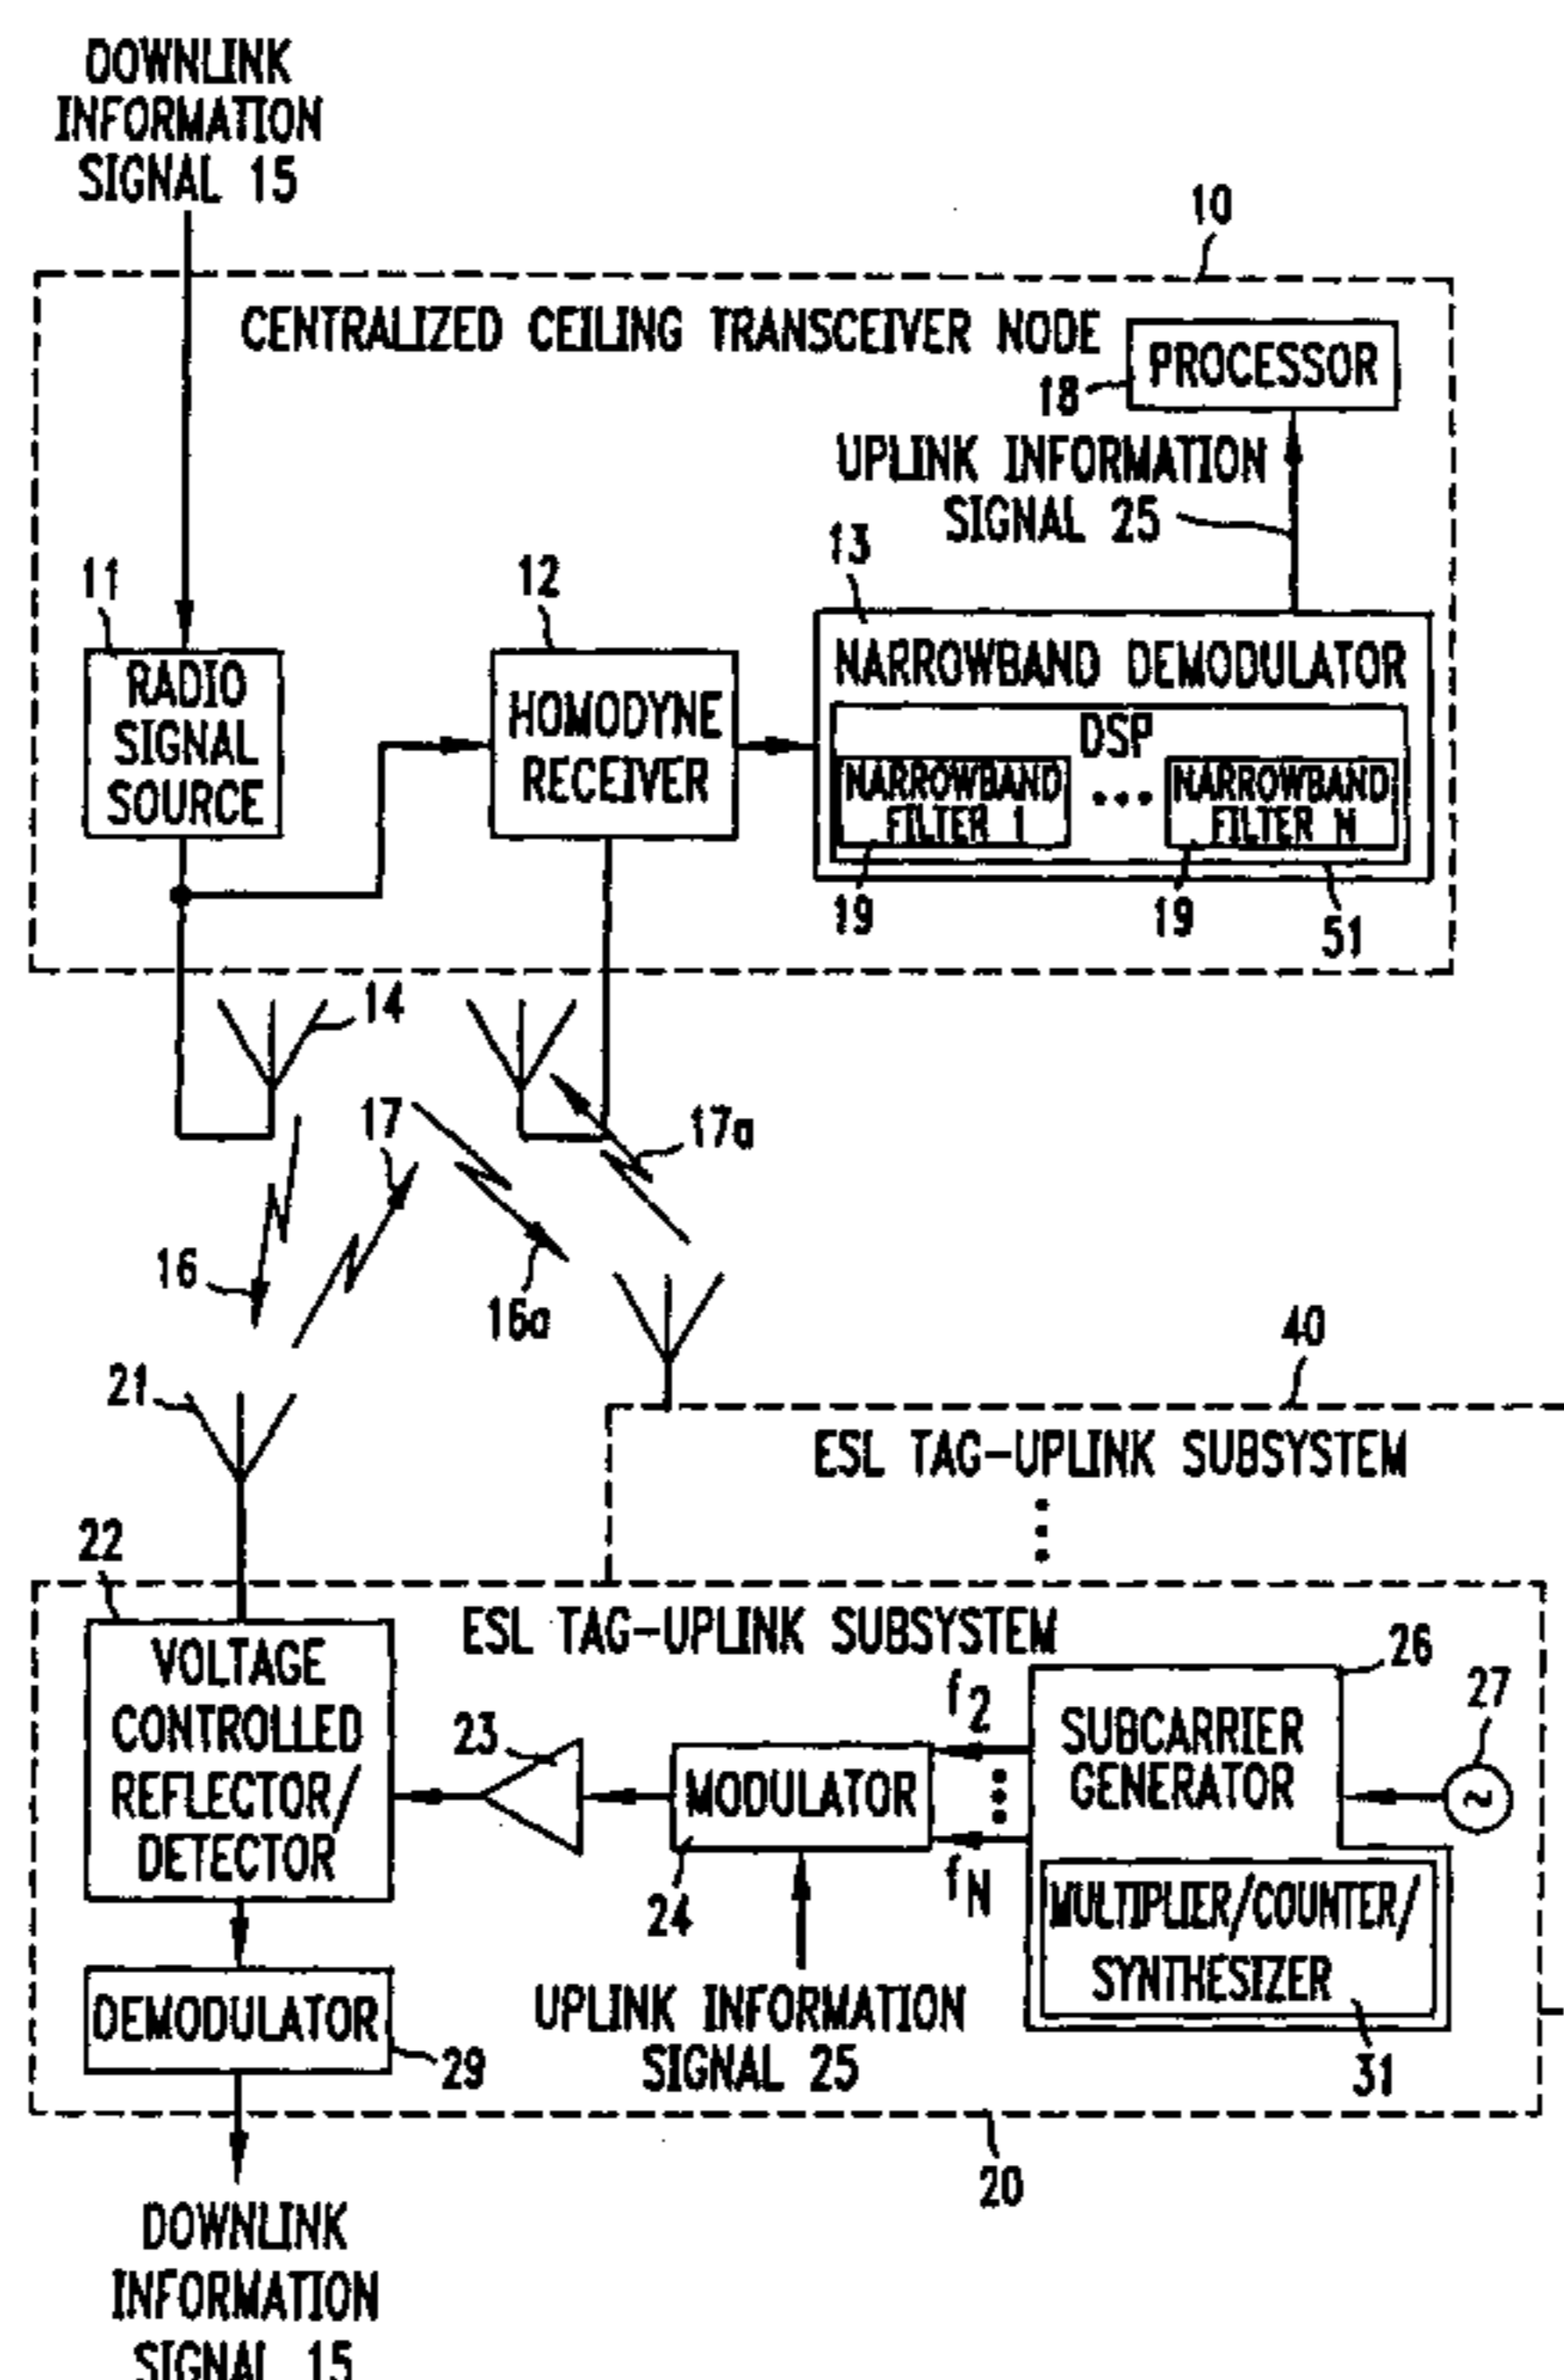 DOWNLINK
INFORMATION
SIGNAL 15
10
CENTRALIZED CEILING TRANSCEIVER NODE
PROCESSOR
18
UPLINK INFORMATION
SIGNAL 25
13
11
12
RADIO
SIGNAL
SOURCE
HOMODYNE
RECEIVER
NARROWBAND DEMODULATOR
DSP
NARROWBAND
FILTER 1
NARROWBAND
FILTER N
19
19
51
14
17
17a
16
16a
40
21
ESL TAG-UPLINK SUBSYSTEM
22
ESL TAG-UPLINK SUBSYSTEM
26
27
VOLTAGE
CONTROLLED
REFLECTOR/
DETECTOR
23
f2
SUBCARRIER
GENERATOR
MODULATOR
~
24
fN
MULTIPLIER/COUNTER/
SYNTHESIZER
DEMODULATOR
UPLINK INFORMATION
SIGNAL 25
29
31
20
DOWNLINK
INFORMATION
SIGNAL 15